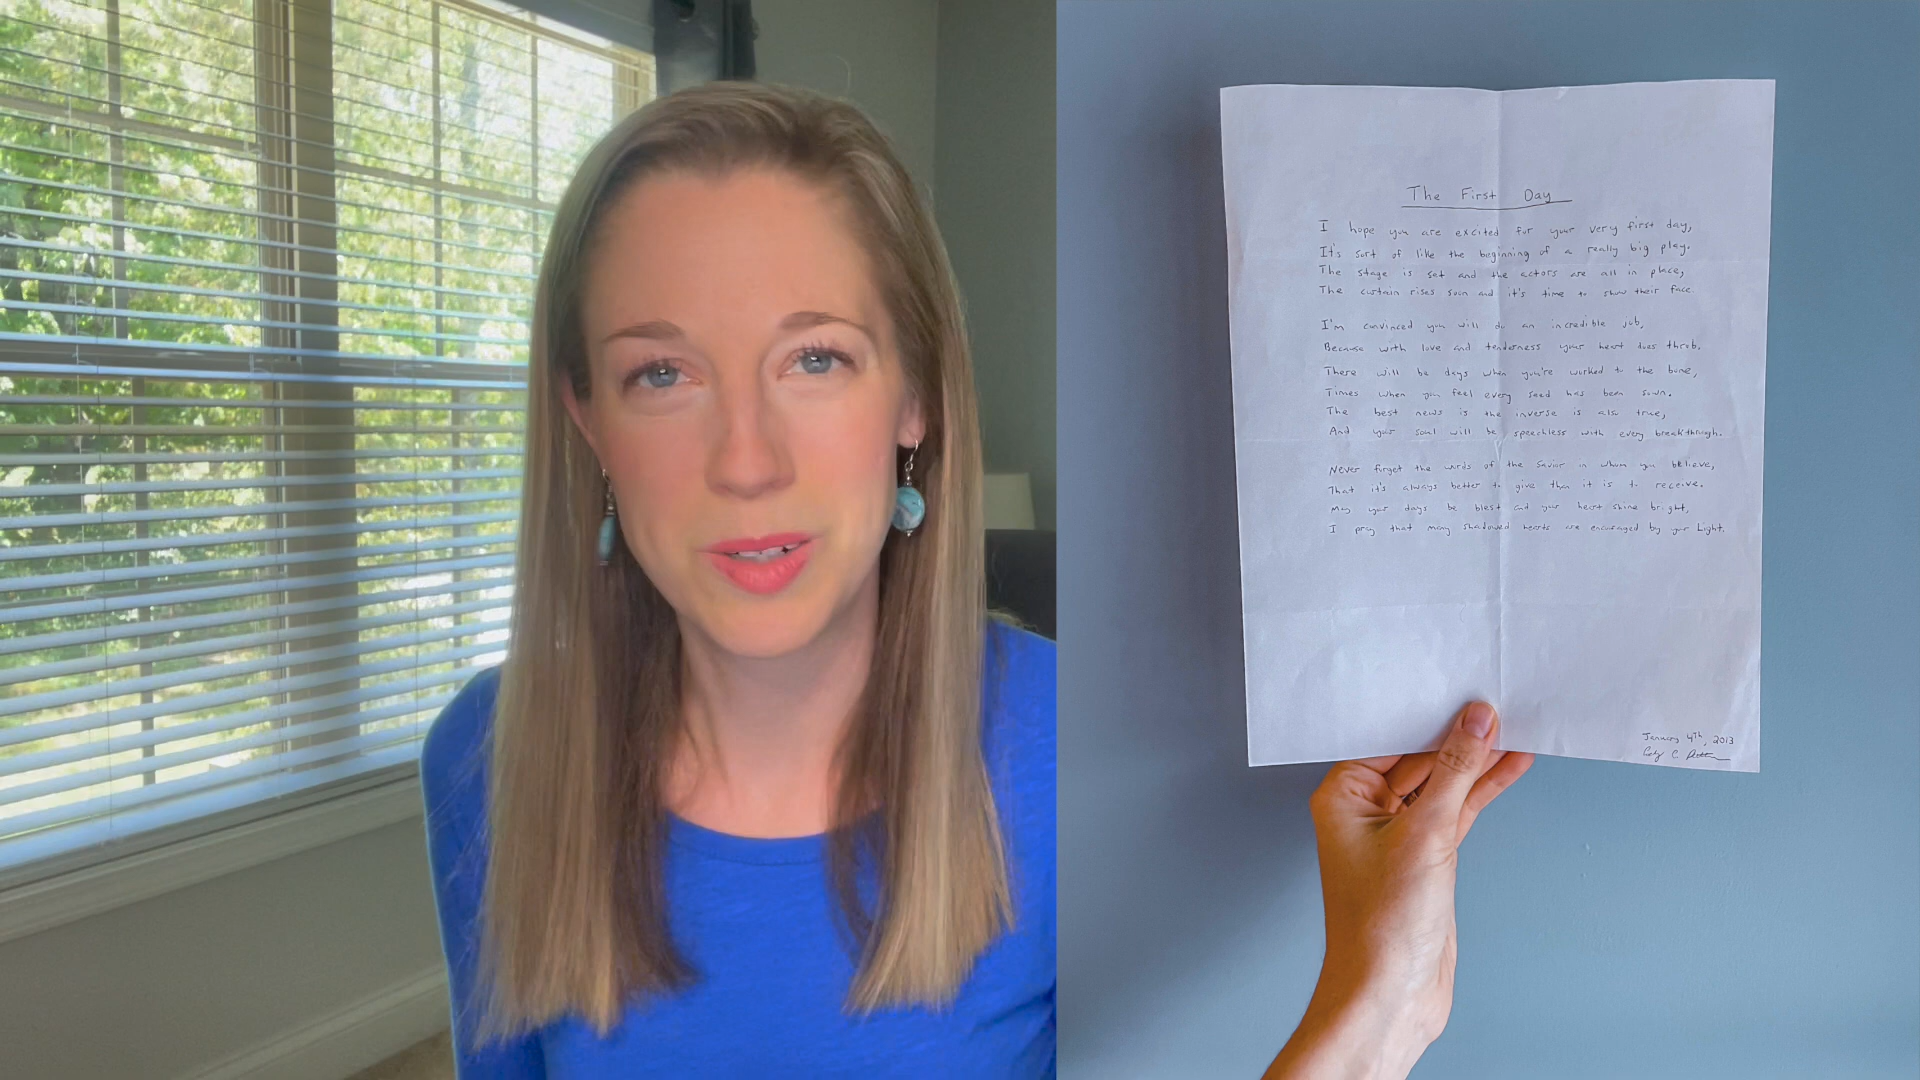 The First Day
I hope you are excited for your very first day,
It's sort of like the beginning of a really big play.
The stage is set and the actors are all in place,
The curtain rises soon and it's time to show their face.
I'm convinced you will do an incredible job,
Because with love and tenderness your heart does throb.
There will be days when you're worked to the bone,
Times when you feel every seed has been sown.
The best news is the inverse is also true,
And your soul will be speechless with every breakthrough.
Never forget the words of the Savior in whom you believe,
That it's always better to give than it is to receive.
May your days be blest and your heart shine bright,
I pray that many shadowed hearts are encouraged by your Light.
January 4th, 2013
C.